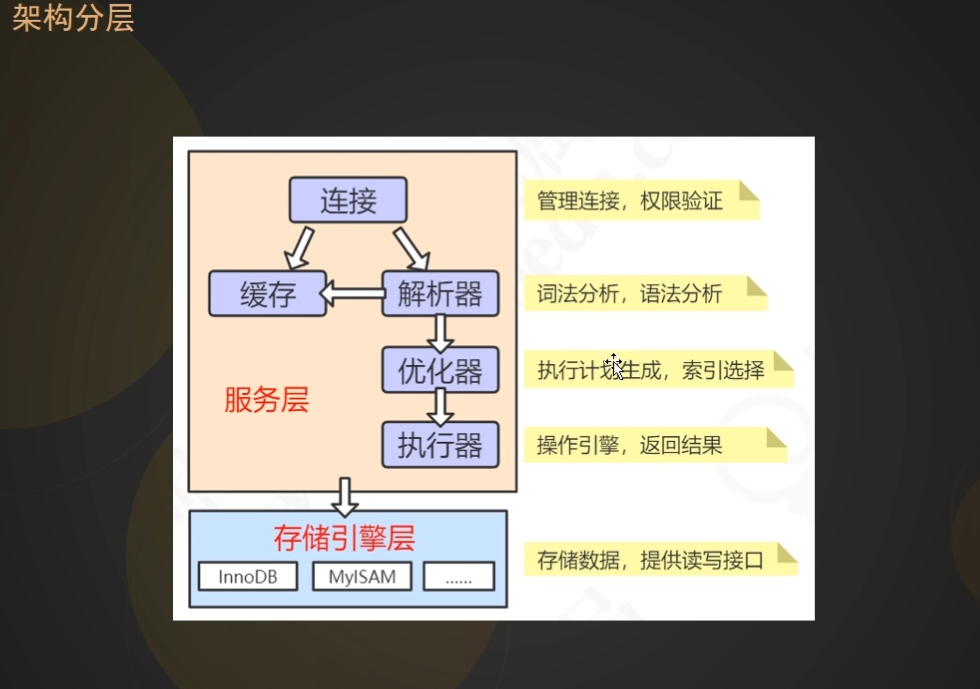 架构分层
连接
管理连接，权限验证
缓存
解析器
词法分析，语法分析
优化器
执行计划生成，索引选择
服务层
执行器
操作引擎，返回结果
存储引擎层
InnoDB
MyISAM
......
存储数据，提供读写接口